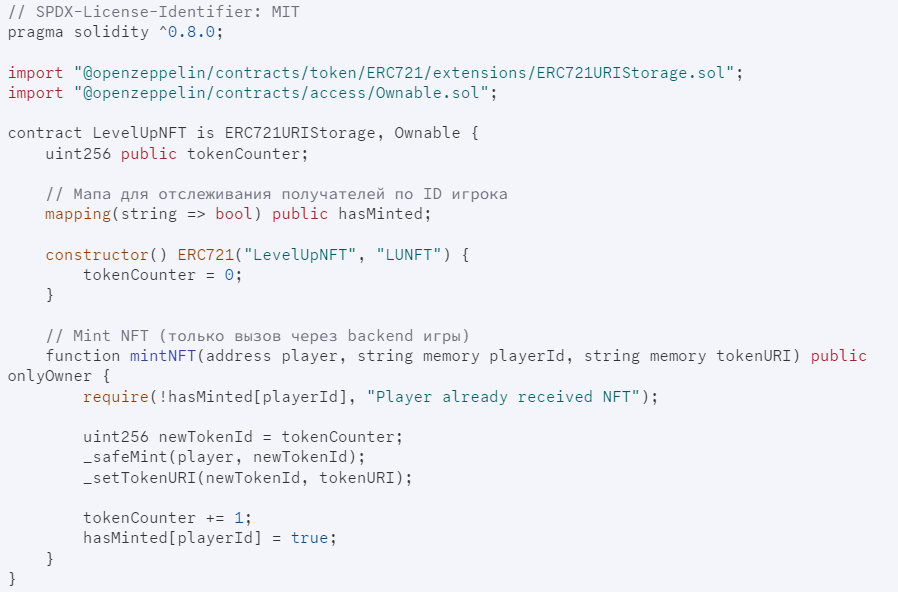 // SPDX-License-Identifier: MIT
pragma solidity ^0.8.0;

import "@openzeppelin/contracts/token/ERC721/extensions/ERC721URIStorage.sol";
import "@openzeppelin/contracts/access/Ownable.sol";

contract LevelUpNFT is ERC721URIStorage, Ownable {
    uint256 public tokenCounter;

    // Мапа для отслеживания получателей по ID игрока
    mapping(string => bool) public hasMinted;

    constructor() ERC721("LevelUpNFT", "LUNFT") {
        tokenCounter = 0;
    }

    // Mint NFT (только вызов через backend игры)
    function mintNFT(address player, string memory playerId, string memory tokenURI) public
onlyOwner {
        require(!hasMinted[playerId], "Player already received NFT");

        uint256 newTokenId = tokenCounter;
        _safeMint(player, newTokenId);
        _setTokenURI(newTokenId, tokenURI);

        tokenCounter += 1;
        hasMinted[playerId] = true;
    }
}